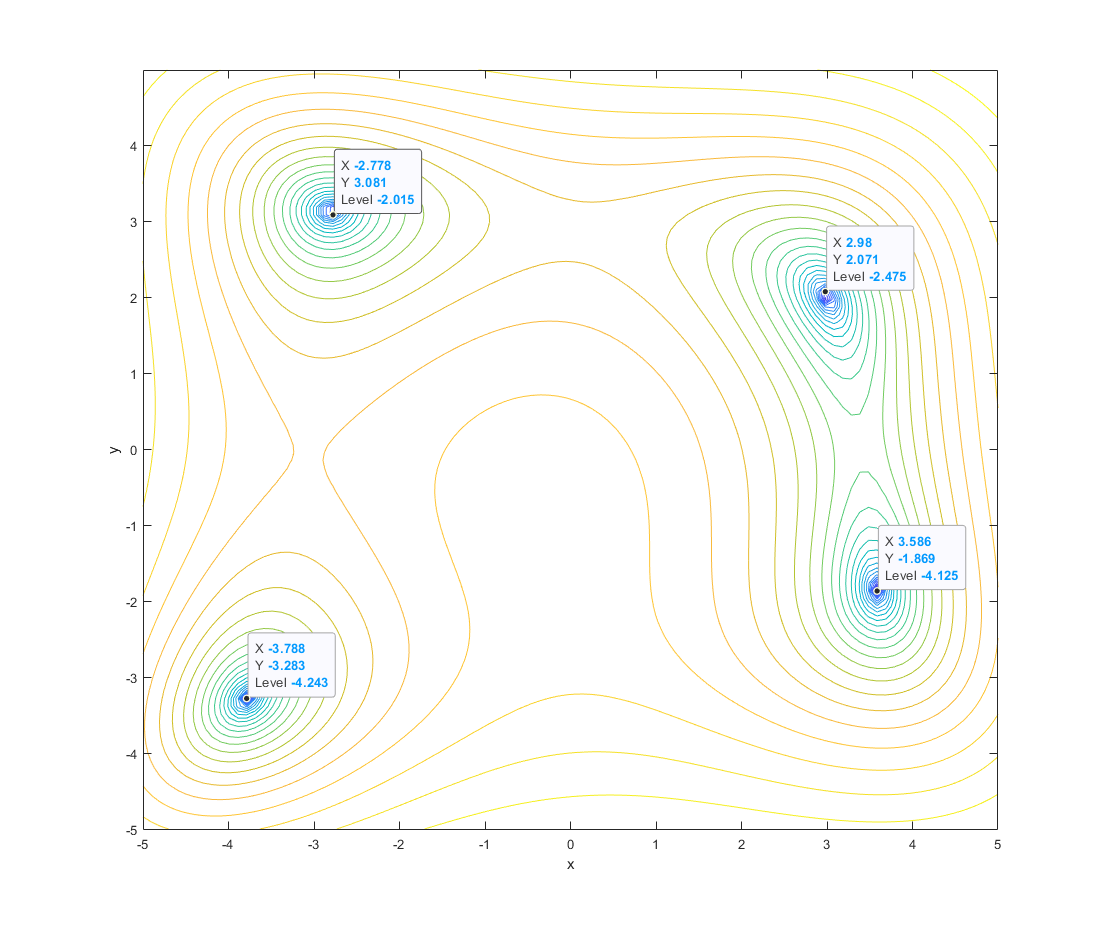 4
3
2
1
0
-1
-2
-3
-4
-5
y
X -2.778
Y 3.081
Level -2.015
X 2.98
Y 2.071
Level -2.475
X 3.586
Y -1.869
Level -4.125
X -3.788
Y -3.283
Level -4.243
-5 -4 -3 -2 -1 0 1 2 3 4 5
x